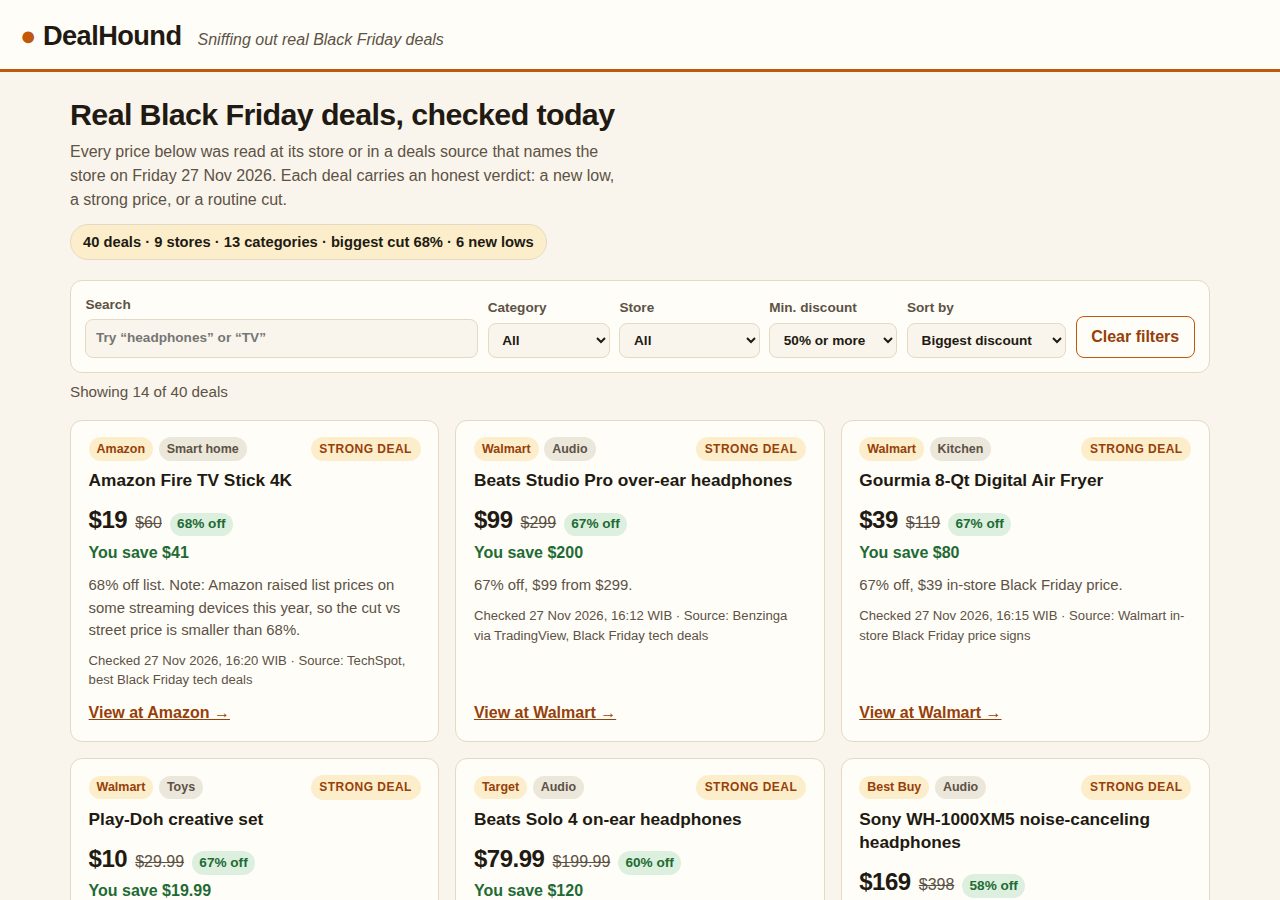 DealHound Sniffing out real Black Friday deals
Real Black Friday deals, checked today
Every price below was read at its store or in a deals source that names the
store on Friday 27 Nov 2026. Each deal carries an honest verdict: a new low,
a strong price, or a routine cut.
40 deals · 9 stores · 13 categories · biggest cut 68% · 6 new lows
Search
Try “headphones” or “TV”
Category
All
Store
All
Min. discount
50% or more
Sort by
Biggest discount
Clear filters
Showing 14 of 40 deals
Amazon Smart home STRONG DEAL
Amazon Fire TV Stick 4K
$19 $60 68% off
You save $41
68% off list. Note: Amazon raised list prices on
some streaming devices this year, so the cut vs
street price is smaller than 68%.
Checked 27 Nov 2026, 16:20 WIB · Source: TechSpot,
best Black Friday tech deals
View at Amazon →
Walmart Audio STRONG DEAL
Beats Studio Pro over-ear headphones
$99 $299 67% off
You save $200
67% off, $99 from $299.
Checked 27 Nov 2026, 16:12 WIB · Source: Benzinga
via TradingView, Black Friday tech deals
View at Walmart →
Walmart Kitchen STRONG DEAL
Gourmia 8-Qt Digital Air Fryer
$39 $119 67% off
You save $80
67% off, $39 in-store Black Friday price.
Checked 27 Nov 2026, 16:15 WIB · Source: Walmart in-
store Black Friday price signs
View at Walmart →
Walmart Toys STRONG DEAL
Play-Doh creative set
$10 $29.99 67% off
You save $19.99
Target Audio STRONG DEAL
Beats Solo 4 on-ear headphones
$79.99 $199.99 60% off
You save $120
Best Buy Audio STRONG DEAL
Sony WH-1000XM5 noise-canceling
headphones
$169 $398 58% off